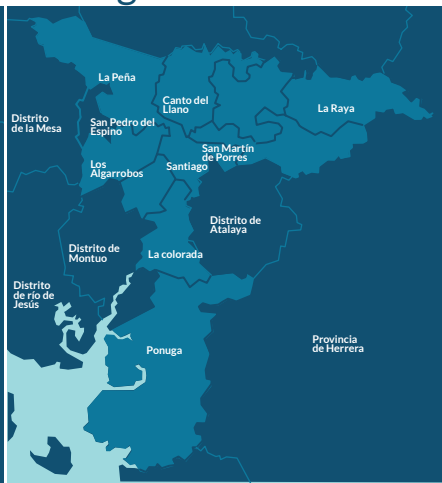 La Peña
Canto del
Llano
La Raya
Distrito
de la Mesa
San Pedro del
Espino
San Martín
de Porres
Los
Algarrobos
Santiago
Distrito de
Atalaya
Distrito de
Montuo
La colorada
Distrito
de río de
Jesús
Provincia
de Herrera
Ponuga